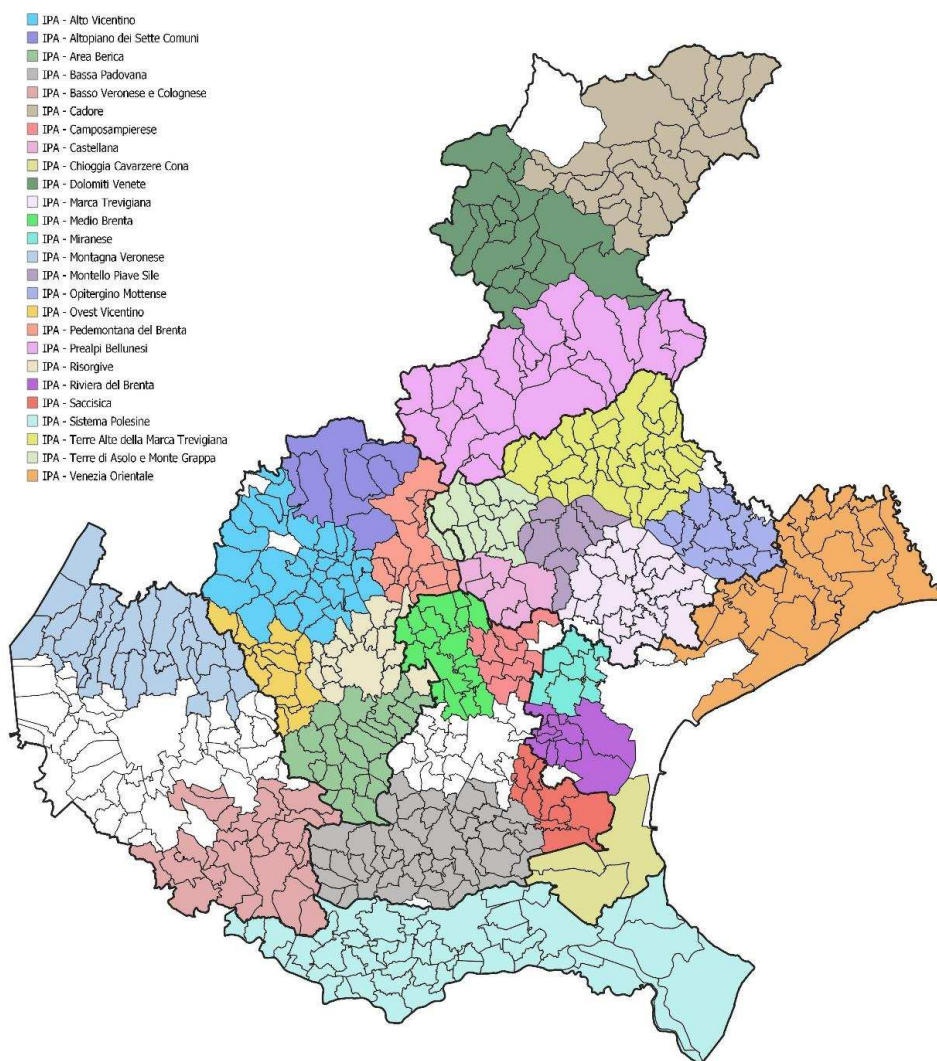 IPA - Alto Vicentino
IPA - Altopiano dei Sette Comuni
IPA - Area Berica
IPA - Bassa Padovana
IPA - Basso Veronese e Colognese
IPA - Cadore
IPA - Camposampierese
IPA - Castellana
IPA - Chioggia Cavarzere Cona
IPA - Dolomiti Venete
IPA - Marca Trevigiana
IPA - Medio Brenta
IPA - Miranese
IPA - Montagna Veronese
IPA - Montello Piave Sile
IPA - Opitergino Mottense
IPA - Ovest Vicentino
IPA - Pedemontana del Brenta
IPA - Prealpi Bellunesi
IPA - Risorgive
IPA - Riviera del Brenta
IPA - Saccisica
IPA - Sistema Polesine
IPA - Terre Alte della Marca Trevigiana
IPA - Terre di Asolo e Monte Grappa
IPA - Venezia Orientale